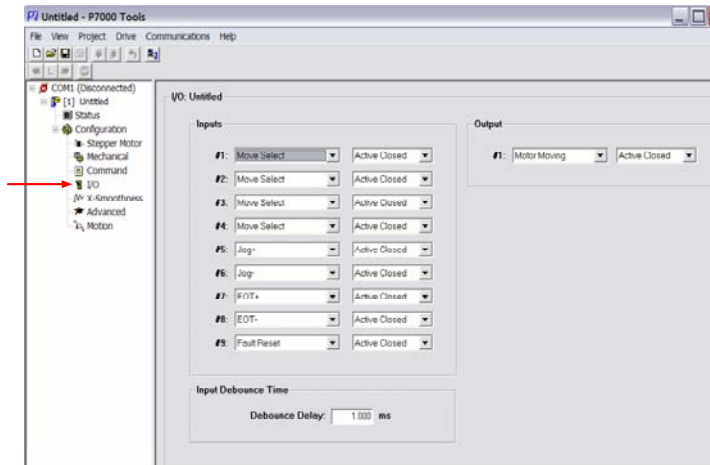 Untitled - P7000 Tools
File View Project Drive Communications Help
COM1 (Disconnected)
[1] Untitled
Status
Configuration
Stepper Motor
Mechanical
Command
I/O
X-Smoothness
Advanced
Motion
I/O: Untitled
Inputs
#1: Move Select Active Closed
#2: Move Select Active Closed
#3: Move Select Active Closed
#4: Move Select Active Closed
#5: Jog+ Active Closed
#6: Jog- Active Closed
#7: EOT+ Active Closed
#8: EOT- Active Closed
#9: Fault Reset Active Closed
Output
#1: Motor Moving Active Closed
Input Debounce Time
Debounce Delay: 1.000 ms